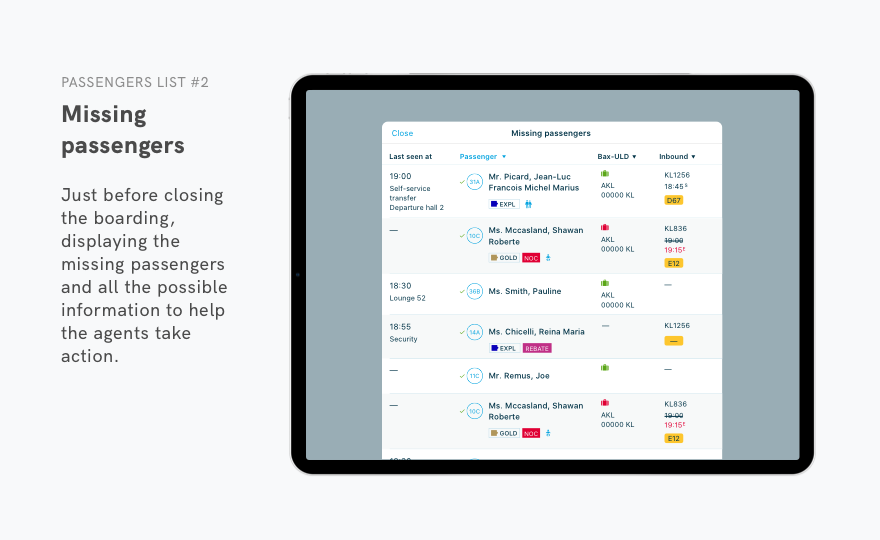 PASSENGERS LIST #2
Missing
passengers
Just before closing
the boarding,
displaying the
missing passengers
and all the possible
information to help
the agents take
action.
Close
Missing passengers
Last seen at
Passenger ▼
Bax-ULD ▼
Inbound ▼
19:00
Self-service
transfer
Departure hall 2
31A
Mr. Picard, Jean-Luc
Francois Michel Marius
EXPL
AKL
00000 KL
KL1256
18:45 S
D67
—
10C
Ms. Mccasland, Shawan
Roberte
GOLD NOC
AKL
00000 KL
KL836
19:00
19:15 E
E12
18:30
Lounge 52
36B
Ms. Smith, Pauline
AKL
00000 KL
—
18:55
Security
14A
Ms. Chicelli, Reina Maria
EXPL REBATE
—
KL1256
—
—
11C
Mr. Remus, Joe
—
—
10C
Ms. Mccasland, Shawan
Roberte
GOLD NOC
AKL
00000 KL
KL836
19:00
19:15 E
E12